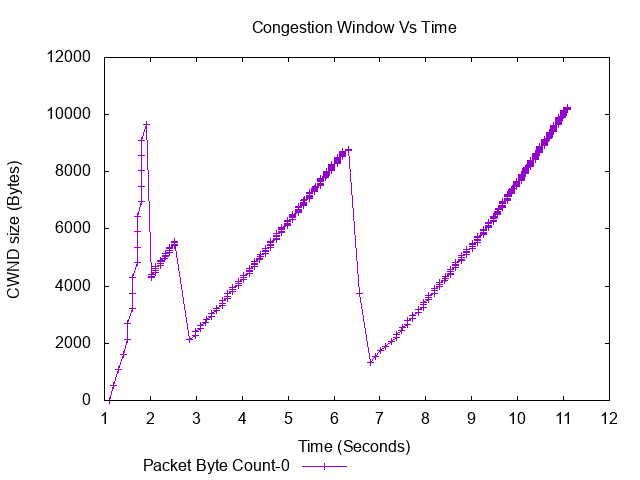 Congestion Window Vs Time
12000
10000
8000
6000
4000
2000
0
CWND size (Bytes)
1 2 3 4 5 6 7 8 9 10 11 12
Time (Seconds)
Packet Byte Count-0